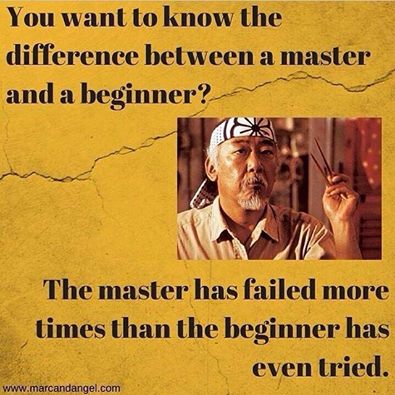 You want to know the
difference between a master
and a beginner?
The master has failed more
times than the beginner has
even tried.
www.marcandangel.com